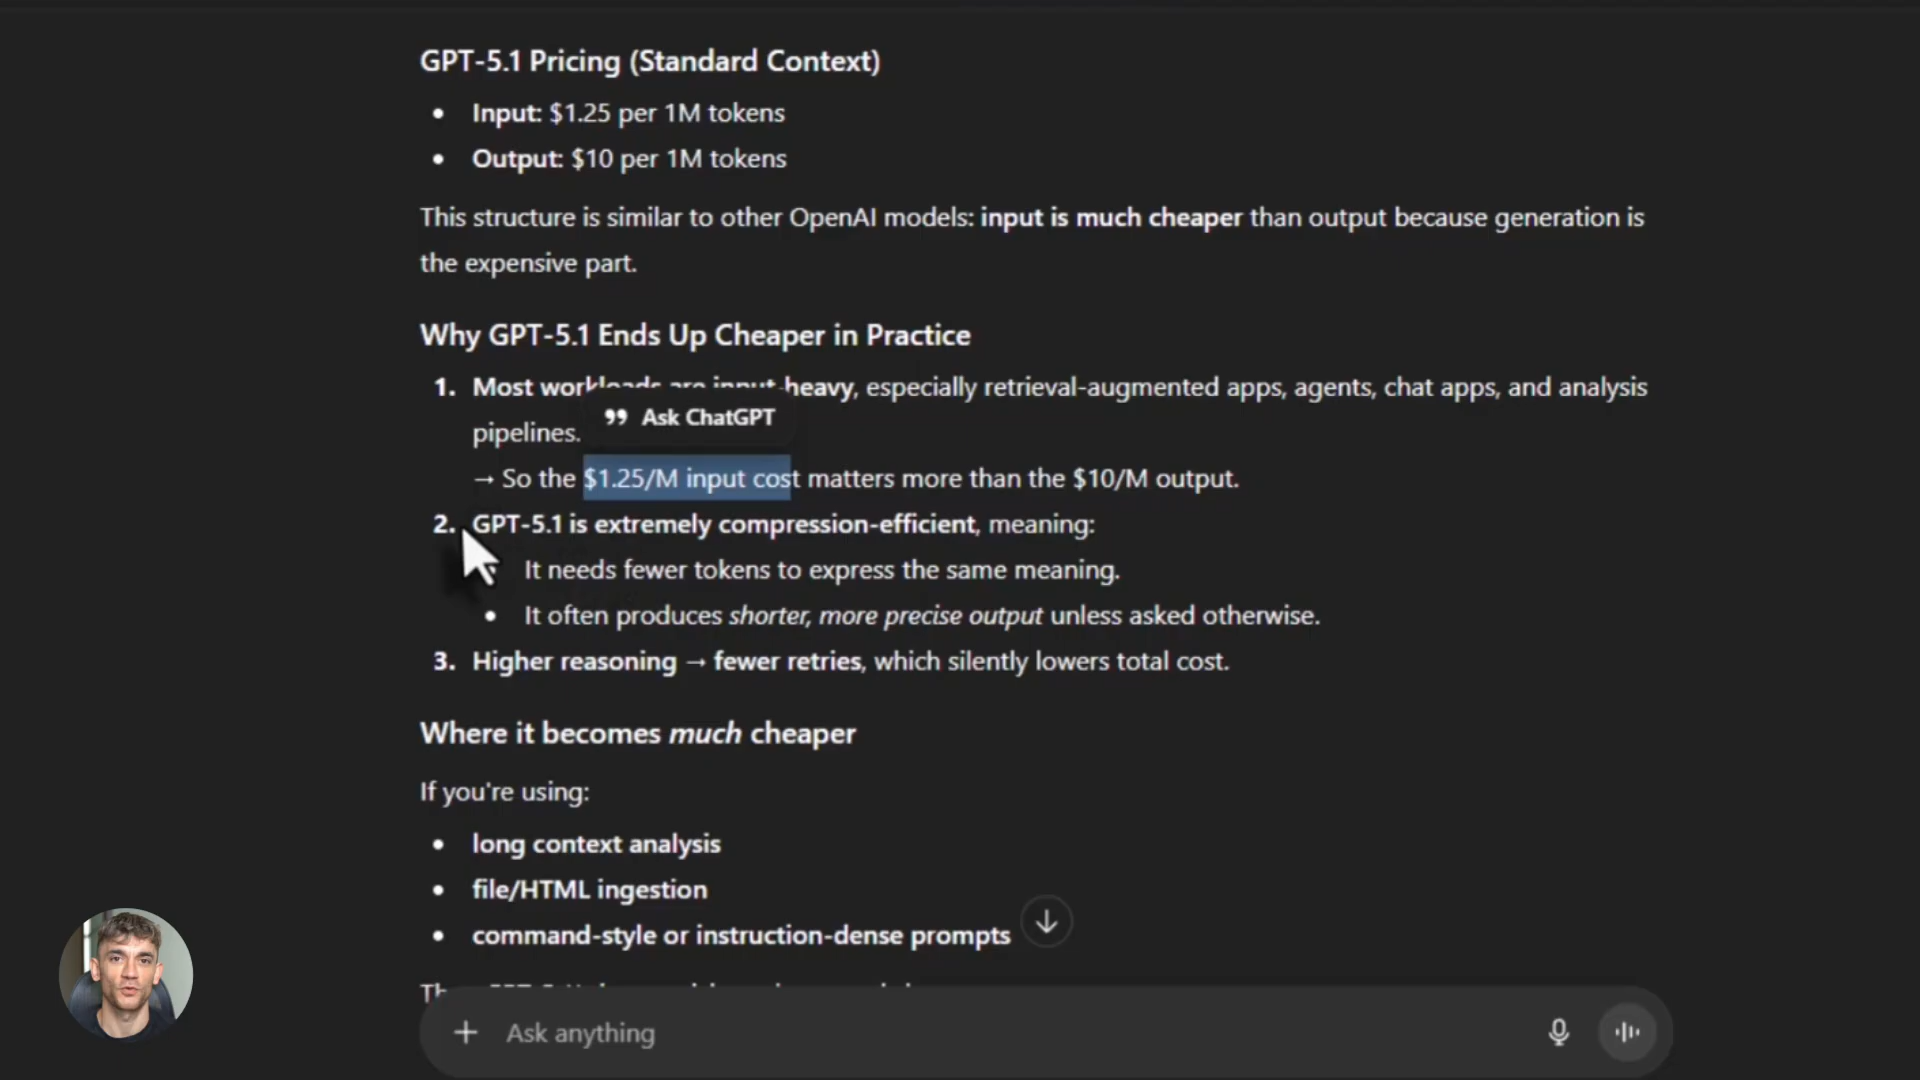 GPT-5.1 Pricing (Standard Context)
• Input: $1.25 per 1M tokens
• Output: $10 per 1M tokens
This structure is similar to other OpenAI models: input is much cheaper than output because generation is
the expensive part.
Why GPT-5.1 Ends Up Cheaper in Practice
1. Most workloads are input-heavy, especially retrieval-augmented apps, agents, chat apps, and analysis
pipelines.
Ask ChatGPT
→ So the $1.25/M input cost matters more than the $10/M output.
2. GPT-5.1 is extremely compression-efficient, meaning:
It needs fewer tokens to express the same meaning.
• It often produces shorter, more precise output unless asked otherwise.
3. Higher reasoning → fewer retries, which silently lowers total cost.
Where it becomes much cheaper
If you're using:
• long context analysis
• file/HTML ingestion
• command-style or instruction-dense prompts
Ask anything